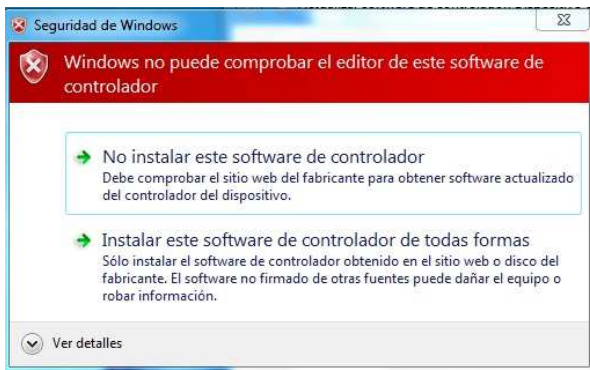 Seguridad de Windows
Windows no puede comprobar el editor de este software de
controlador
No instalar este software de controlador
Debe comprobar el sitio web del fabricante para obtener software actualizado
del controlador del dispositivo.
Instalar este software de controlador de todas formas
Sólo instalar el software de controlador obtenido en el sitio web o disco del
fabricante. El software no firmado de otras fuentes puede dañar el equipo o
robar información.
Ver detalles